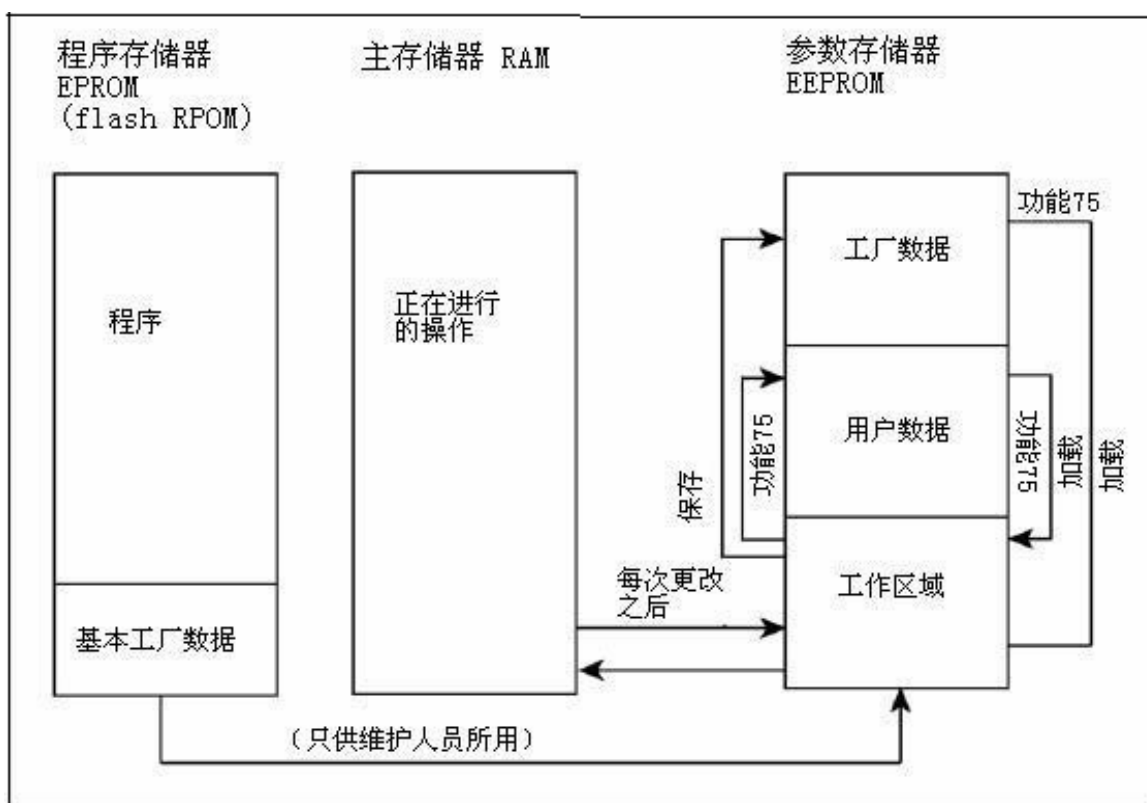 程序存储器
EPROM
(flash RPOM)
主存储器 RAM
参数存储器
EEPROM
程序
基本工厂数据
正在进行
的操作
工厂数据
用户数据
工作区域
功能75
保存
功能75
功能75
加载
加载
每次更改
之后
(只供维护人员所用)